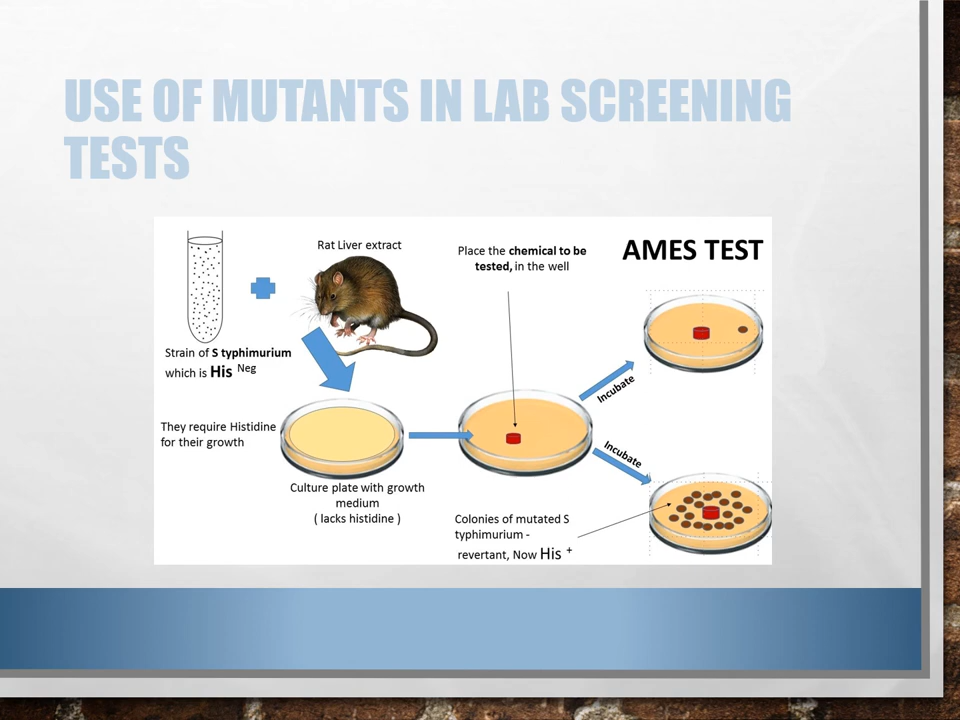 USE OF MUTANTS IN LAB SCREENING
TESTS
Rat Liver extract
Place the chemical to be
tested, in the well
AMES TEST
Strain of S typhimurium
which is His Neg
Incubate
They require Histidine
for their growth
Incubate
Culture plate with growth
medium
( lacks histidine )
Colonies of mutated S
typhimurium -
revertant, Now His +